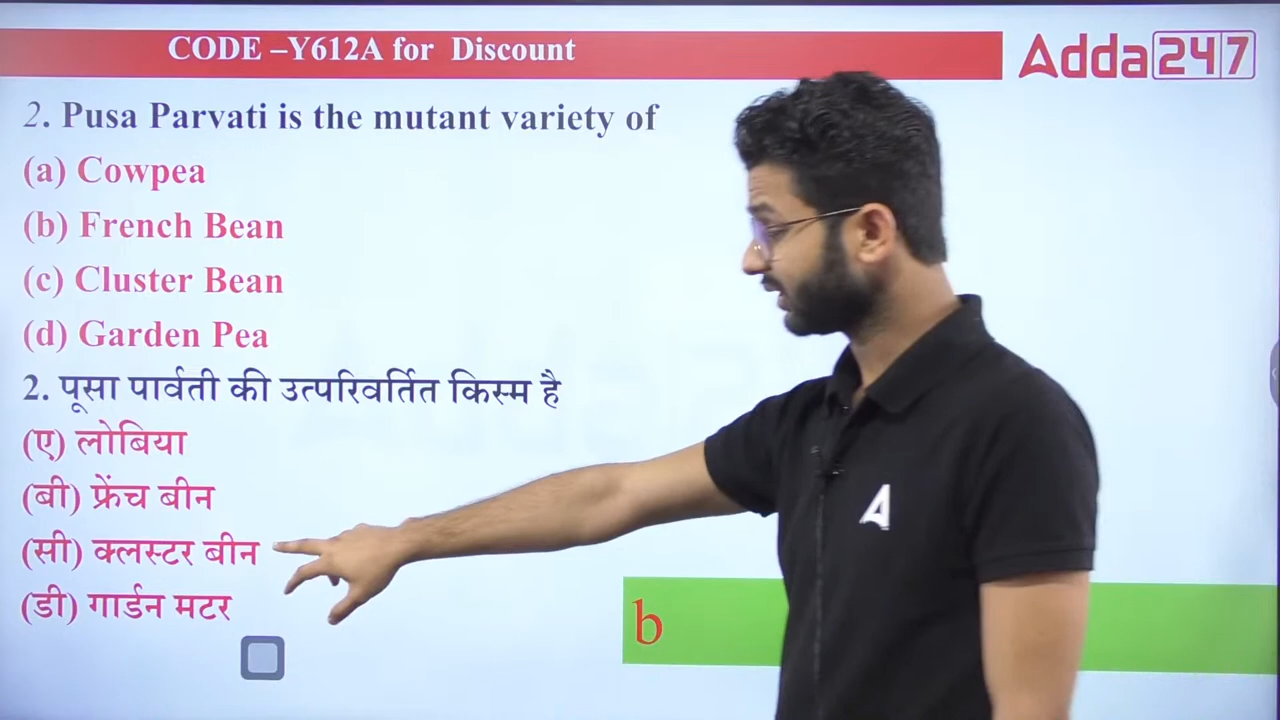 CODE –Y612A for Discount
Adda247
2. Pusa Parvati is the mutant variety of
(a) Cowpea
(b) French Bean
(c) Cluster Bean
(d) Garden Pea
2. पूसा पार्वती की उत्परिवर्तित किस्म है
(ए) लोबिया
(बी) फ्रेंच बीन
(सी) क्लस्टर बीन
(डी) गार्डन मटर
b
A